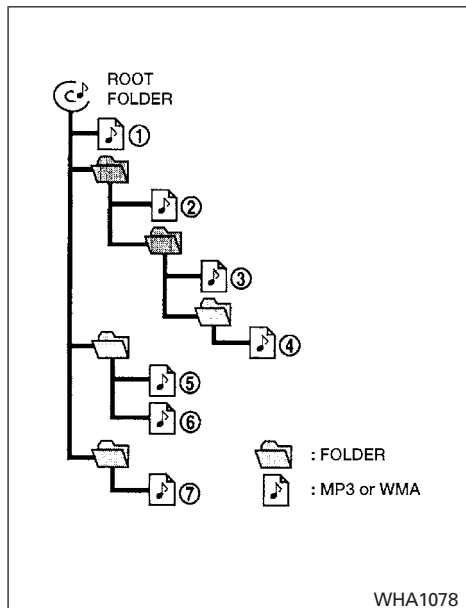 ROOT
FOLDER
①
②
③
④
⑤
⑥
⑦
: FOLDER
: MP3 or WMA
WHA1078